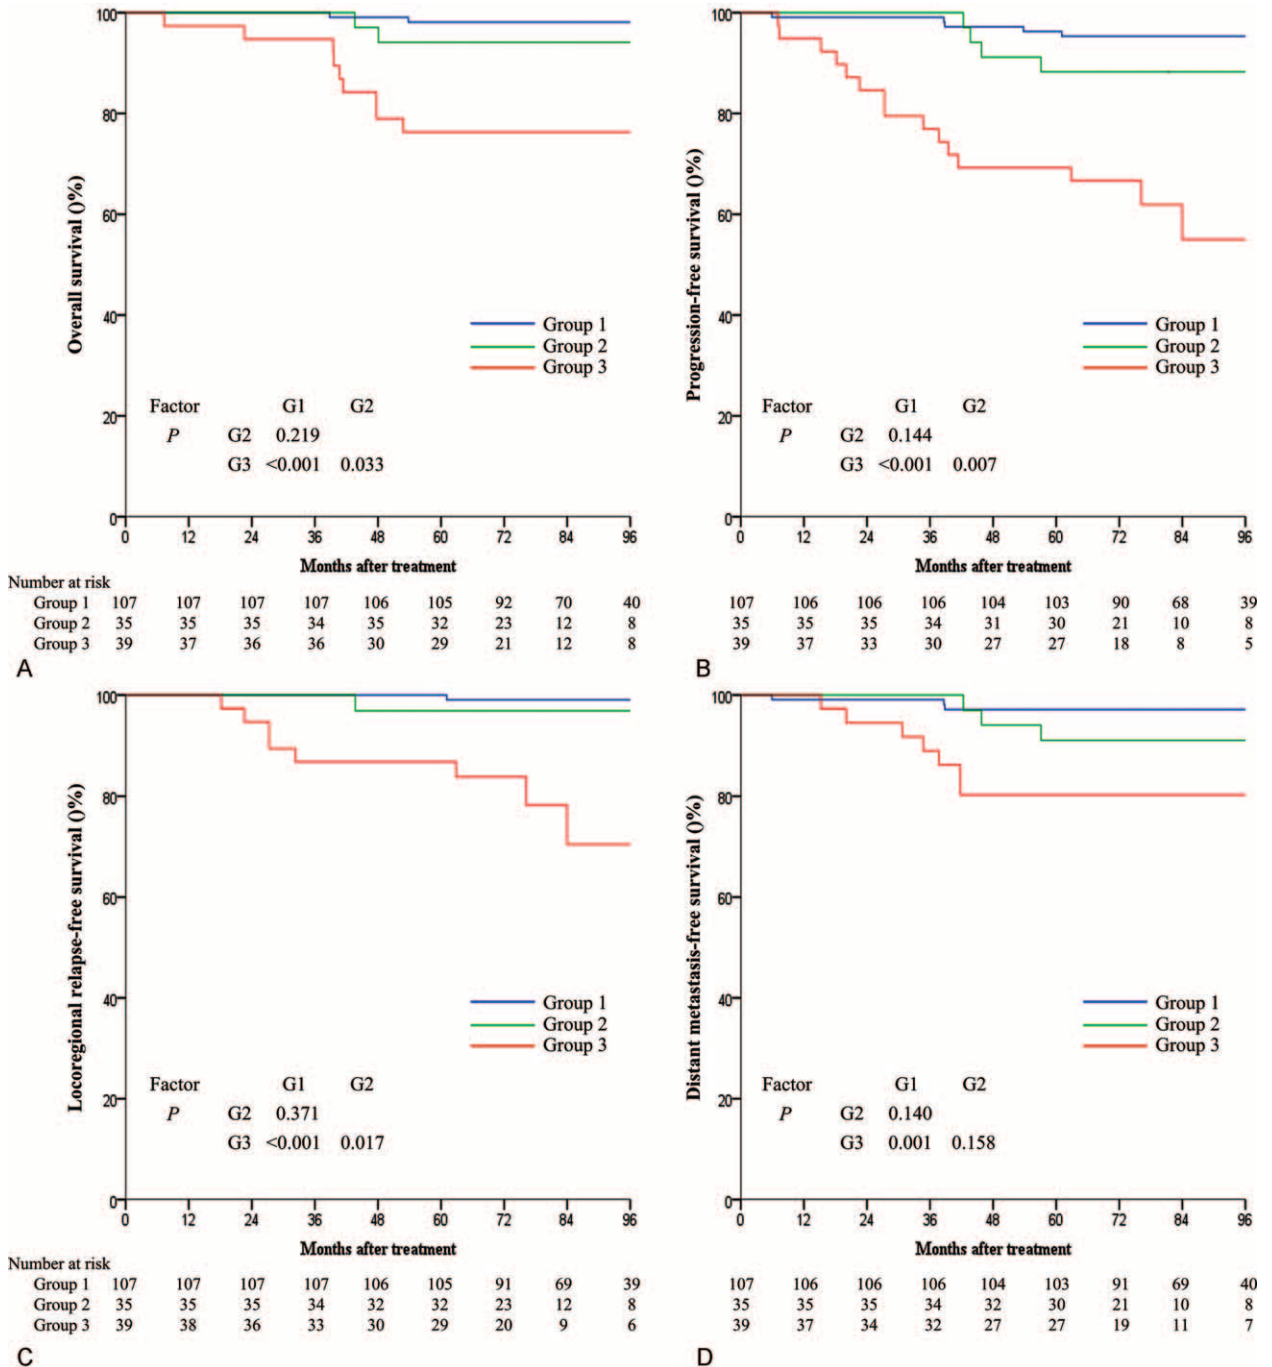 100
80
60
40
20
0
Overall survival ()%)
Group 1
Group 2
Group 3
Factor G1 G2
P G2 0.219
G3 <0.001 0.033
0 12 24 36 48 60 72 84 96
Months after treatment
Number at risk
Group 1 107 107 107 107 106 105 92 70 40
Group 2 35 35 35 34 35 32 23 12 8
Group 3 39 37 36 36 30 29 21 12 8
A
100
80
60
40
20
0
Progression-free survival ()%)
Group 1
Group 2
Group 3
Factor G1 G2
P G2 0.144
G3 <0.001 0.007
0 12 24 36 48 60 72 84 96
Months after treatment
107 106 106 106 104 103 90 68 39
35 35 35 34 31 30 21 10 8
39 37 33 30 27 27 18 8 5
B
100
80
60
40
20
0
Locoregional relapse-free survival ()%)
Group 1
Group 2
Group 3
Factor G1 G2
P G2 0.371
G3 <0.001 0.017
0 12 24 36 48 60 72 84 96
Months after treatment
Number at risk
Group 1 107 107 107 107 106 105 91 69 39
Group 2 35 35 35 34 32 32 23 12 8
Group 3 39 38 36 33 30 29 20 9 6
C
100
80
60
40
20
0
Distant metastasis-free survival ()%)
Group 1
Group 2
Group 3
Factor G1 G2
P G2 0.140
G3 0.001 0.158
0 12 24 36 48 60 72 84 96
Months after treatment
107 106 106 106 104 103 91 69 40
35 35 35 34 32 30 21 10 8
39 37 34 32 27 27 19 11 7
D